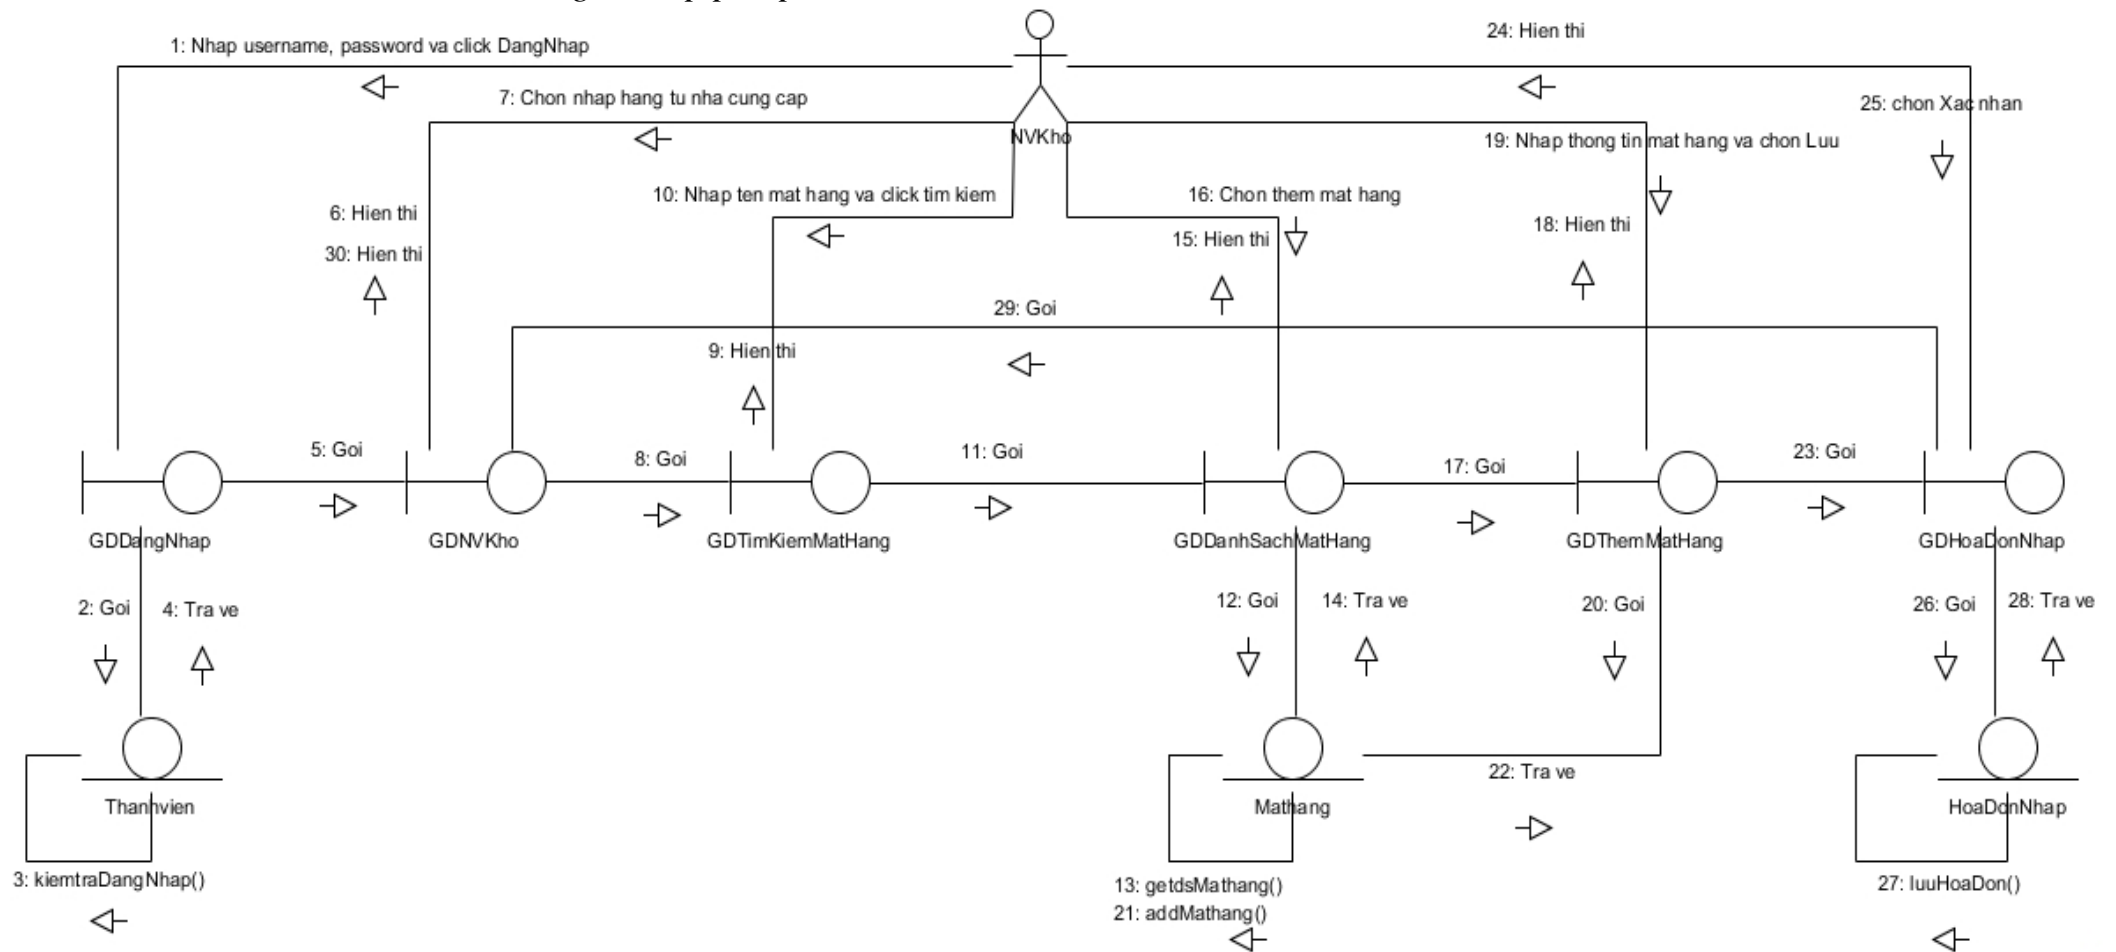 1: Nhap username, password va click DangNhap
24: Hien thi
7: Chon nhap hang tu nha cung cap
25: chon Xac nhan
NVKho
19: Nhap thong tin mat hang va chon Luu
10: Nhap ten mat hang va click tim kiem
16: Chon them mat hang
6: Hien thi
18: Hien thi
15: Hien thi
30: Hien thi
29: Goi
9: Hien thi
5: Goi
8: Goi
11: Goi
17: Goi
23: Goi
GDDangNhap
GDNVKho
GDTimKiemMatHang
GDDanhSachMatHang
GDThemMatHang
GDHoaDonNhap
2: Goi
4: Tra ve
12: Goi
14: Tra ve
20: Goi
26: Goi
28: Tra ve
22: Tra ve
Thanhvien
Mathang
HoaDonNhap
3: kiemtraDangNhap()
13: getdsMathang()
27: luuHoaDon()
21: addMathang()